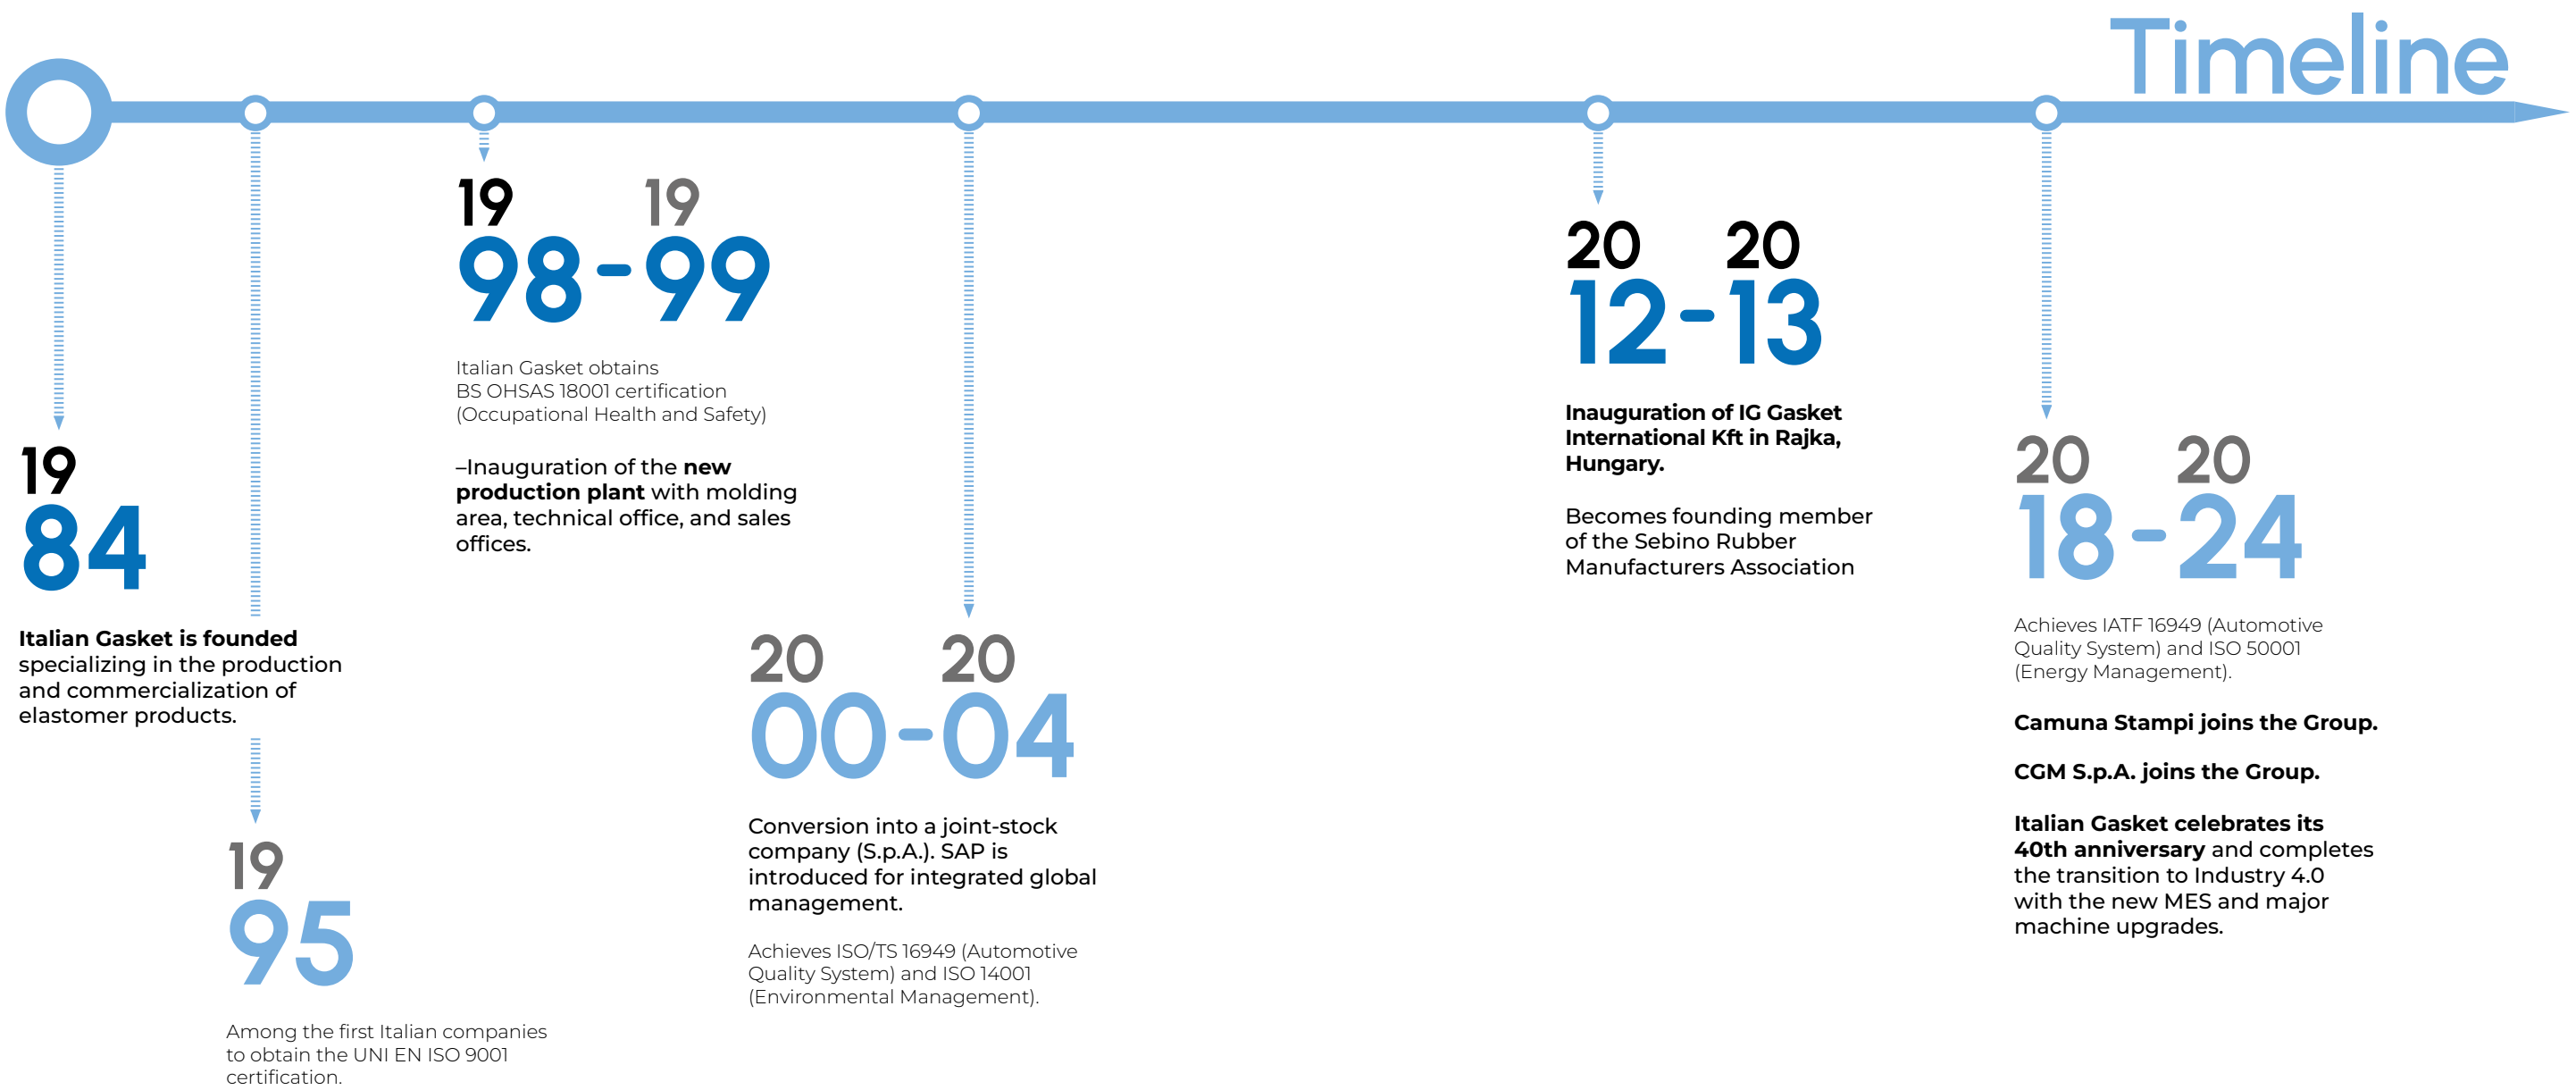 Timeline
19
84
Italian Gasket is founded
specializing in the production
and commercialization of
elastomer products.
19
95
Among the first Italian companies
to obtain the UNI EN ISO 9001
certification.
19 19
98-99
Italian Gasket obtains
BS OHSAS 18001 certification
(Occupational Health and Safety)
–Inauguration of the new
production plant with molding
area, technical office, and sales
offices.
20 20
00-04
Conversion into a joint-stock
company (S.p.A.). SAP is
introduced for integrated global
management.
Achieves ISO/TS 16949 (Automotive
Quality System) and ISO 14001
(Environmental Management).
20 20
12-13
Inauguration of IG Gasket
International Kft in Rajka,
Hungary.
Becomes founding member
of the Sebino Rubber
Manufacturers Association
20 20
18-24
Achieves IATF 16949 (Automotive
Quality System) and ISO 50001
(Energy Management).
Camuna Stampi joins the Group.
CGM S.p.A. joins the Group.
Italian Gasket celebrates its
40th anniversary and completes
the transition to Industry 4.0
with the new MES and major
machine upgrades.